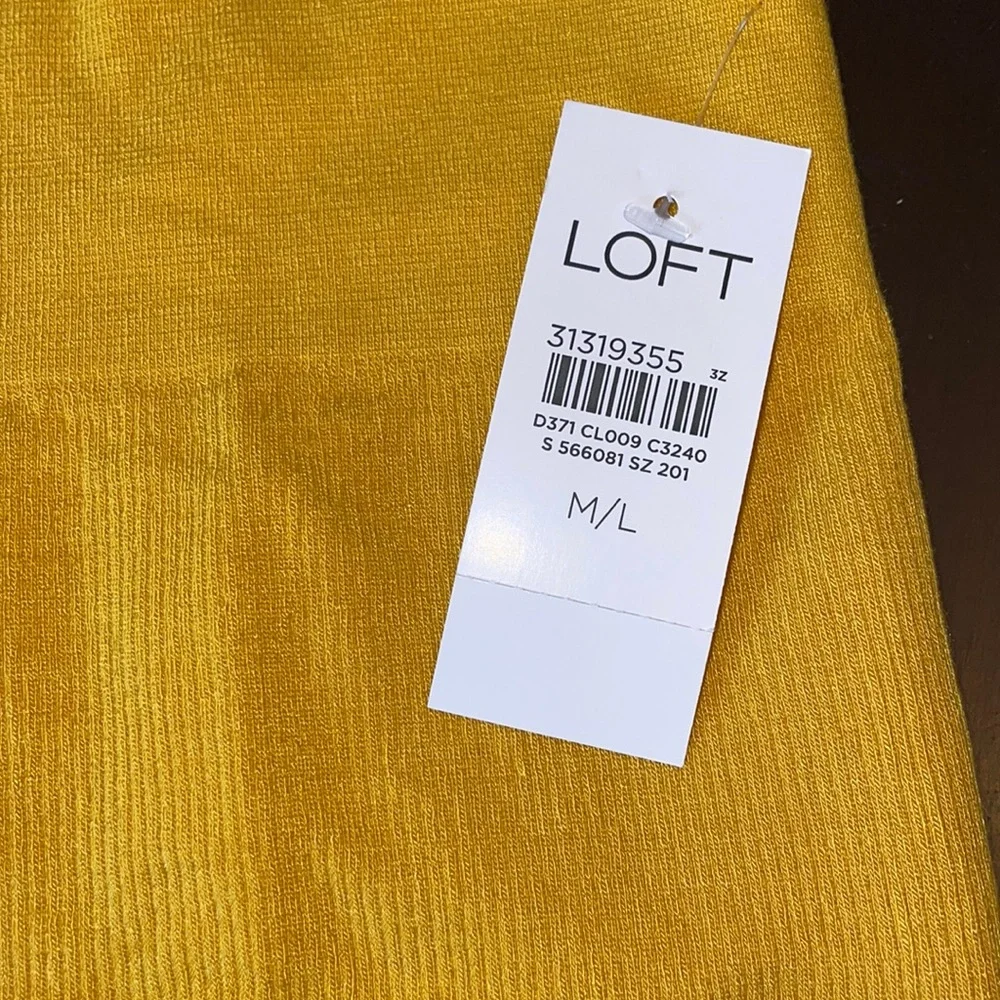 LOFT
31319355 3Z
D371 CL009 C3240
S 566081 SZ 201
M/L